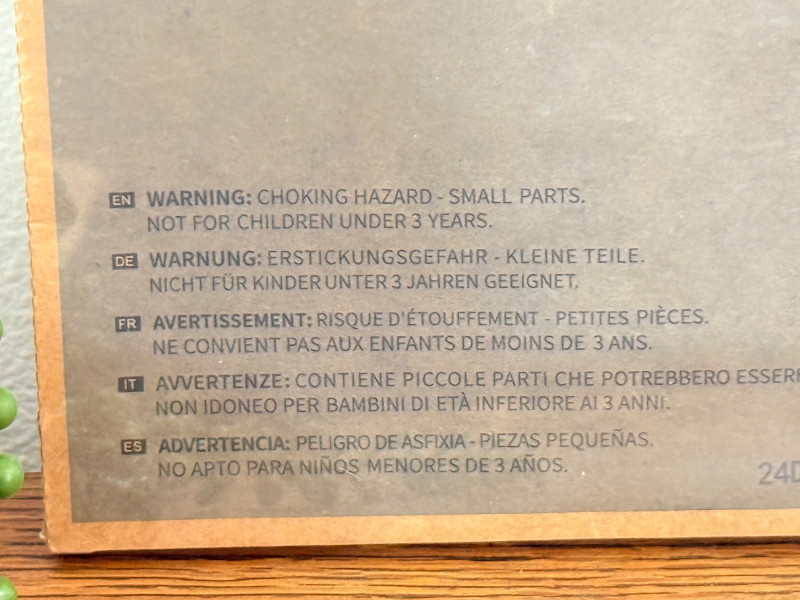 EN WARNING: CHOKING HAZARD - SMALL PARTS.
NOT FOR CHILDREN UNDER 3 YEARS.
DE WARNUNG: ERSTICKUNGSGEFAHR - KLEINE TEILE.
NICHT FÜR KINDER UNTER 3 JAHREN GEEIGNET.
FR AVERTISSEMENT: RISQUE D'ÉTOUFFEMENT - PETITES PIÈCES.
NE CONVIENT PAS AUX ENFANTS DE MOINS DE 3 ANS.
IT AVVERTENZE: CONTIENE PICCOLE PARTI CHE POTREBBERO
NON IDONEO PER BAMBINI DI ETÀ INFERIORE AI 3 ANNI.
ES ADVERTENCIA: PELIGRO DE ASFIXIA - PIEZAS PEQUEÑAS.
NO APTO PARA NIÑOS MENORES DE 3 AÑOS.